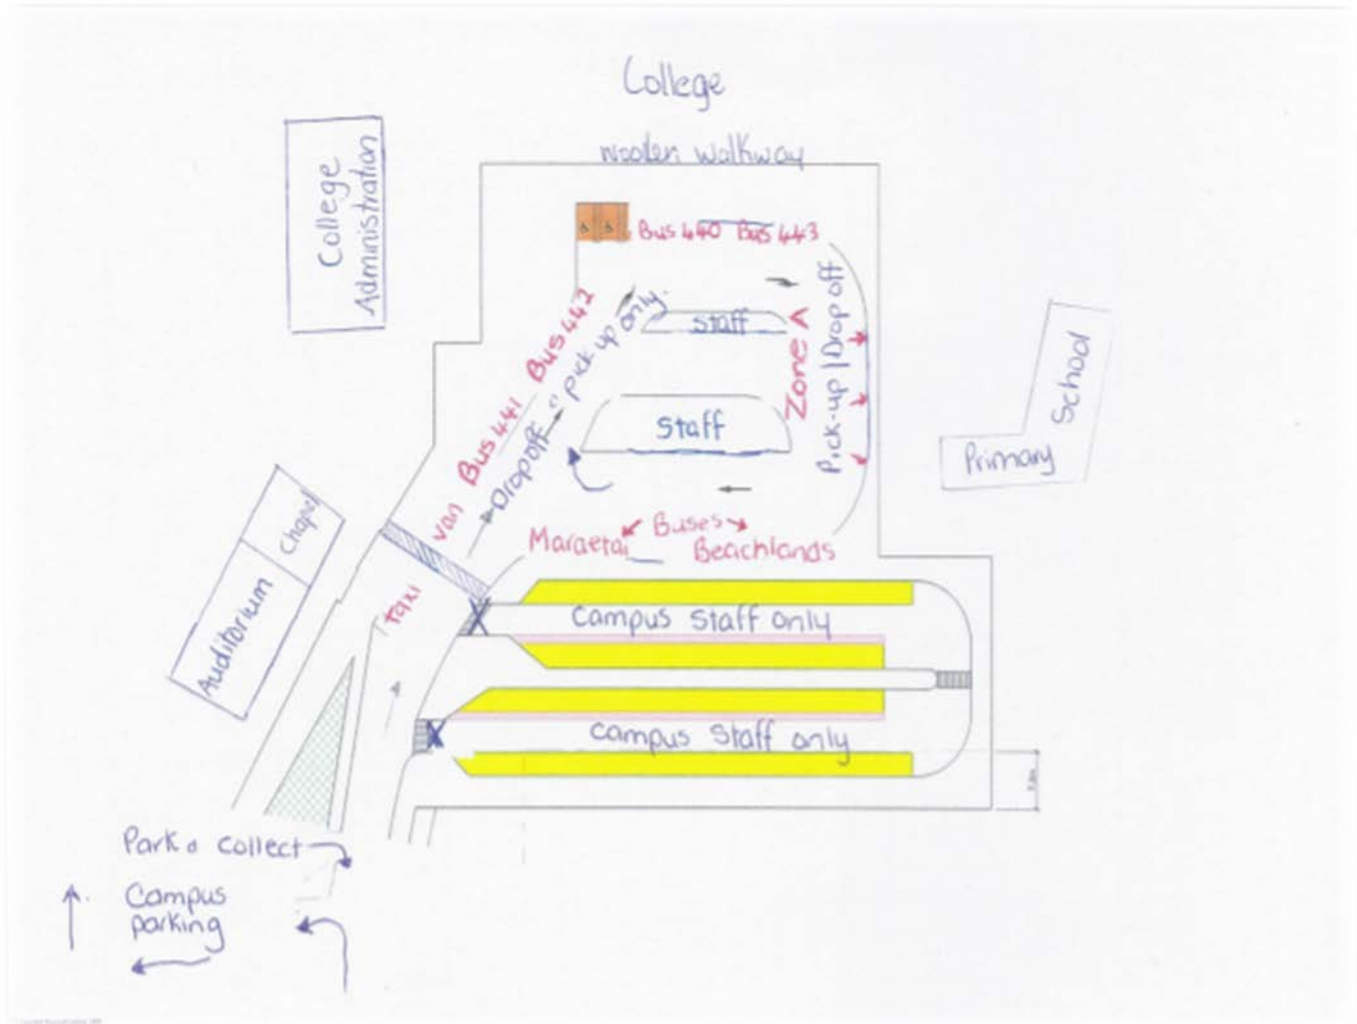 College
wooden walkway
College
Administration
Bus 440 Bus 443
Bus 442
Bus 441
van
Taxi
Drop off
pick up only.
Staff
Zone A
Pick-up | Drop off
Staff
Primary
School
Buses
Maraetai
Beachlands
Chapel
Auditorium
Campus Staff only
Campus Staff only
Park & Collect
Campus
parking